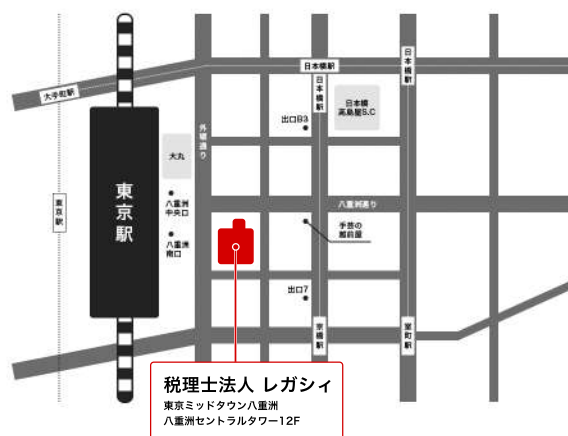 日本橋駅
日本橋駅
日本橋駅
大手町駅
日本橋
高島屋S.C
出口B3
外堀通り
大丸
東京駅
東京駅
八重洲
中央口
八重洲通り
手芸の
越前屋
八重洲
南口
出口7
京橋駅
宝町駅
税理士法人 レガシィ
東京ミッドタウン八重洲
八重洲セントラルタワー12F